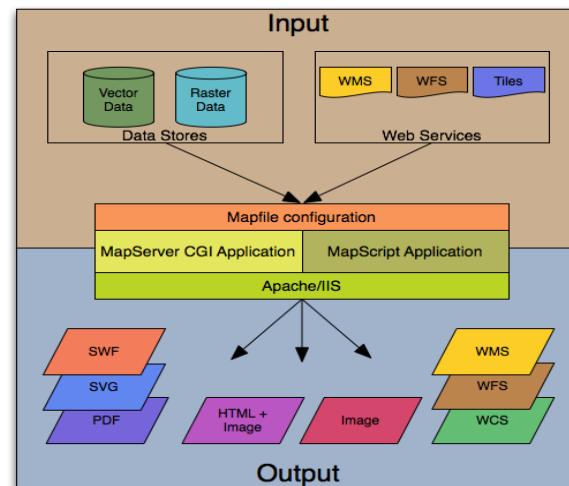 Input
Vector
Data
Raster
Data
Data Stores
WMS
WFS
Tiles
Web Services
Mapfile configuration
MapServer CGI Application
MapScript Application
Apache/IIS
SWF
SVG
PDF
HTML +
Image
Image
WMS
WFS
WCS
Output